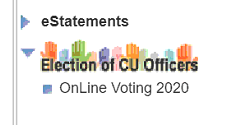 eStatements
Election of CU Officers
OnLine Voting 2020